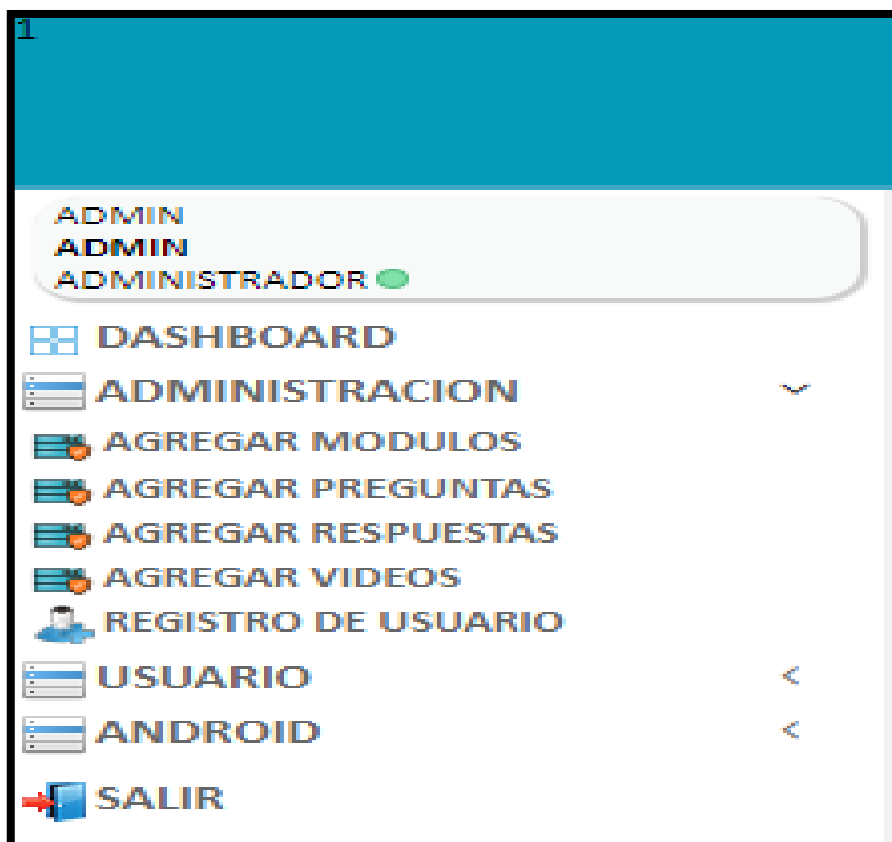 1
ADMIN
ADMIN
ADMINISTRADOR
DASHBOARD
ADMINISTRACION
AGREGAR MODULOS
AGREGAR PREGUNTAS
AGREGAR RESPUESTAS
AGREGAR VIDEOS
REGISTRO DE USUARIO
USUARIO <
ANDROID <
SALIR